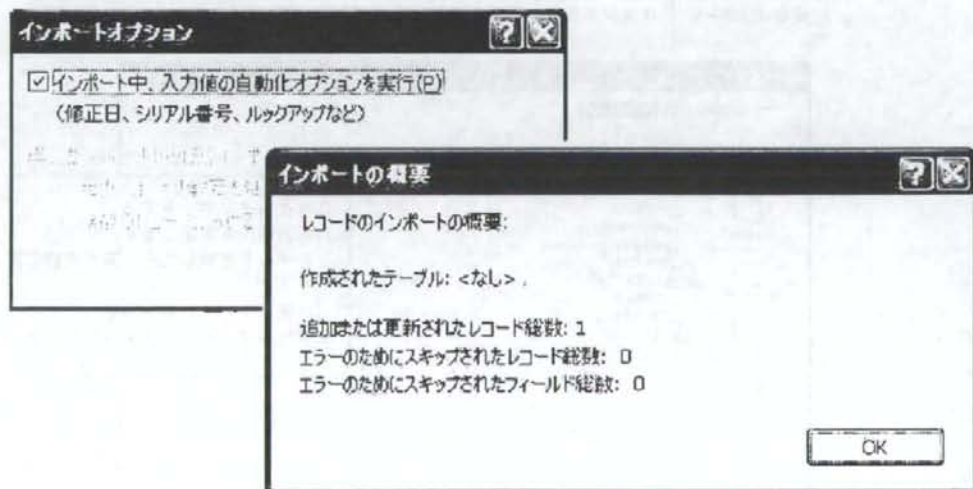 インポートオプション
インポート中、入力値の自動化オプションを実行(P)
(修正日、シリアル番号、ルックアップなど)
インポートの概要
レコードのインポートの概要:
作成されたテーブル: <なし>.
追加または更新されたレコード総数: 1
エラーのためにスキップされたレコード総数: 0
エラーのためにスキップされたフィールド総数: 0
OK